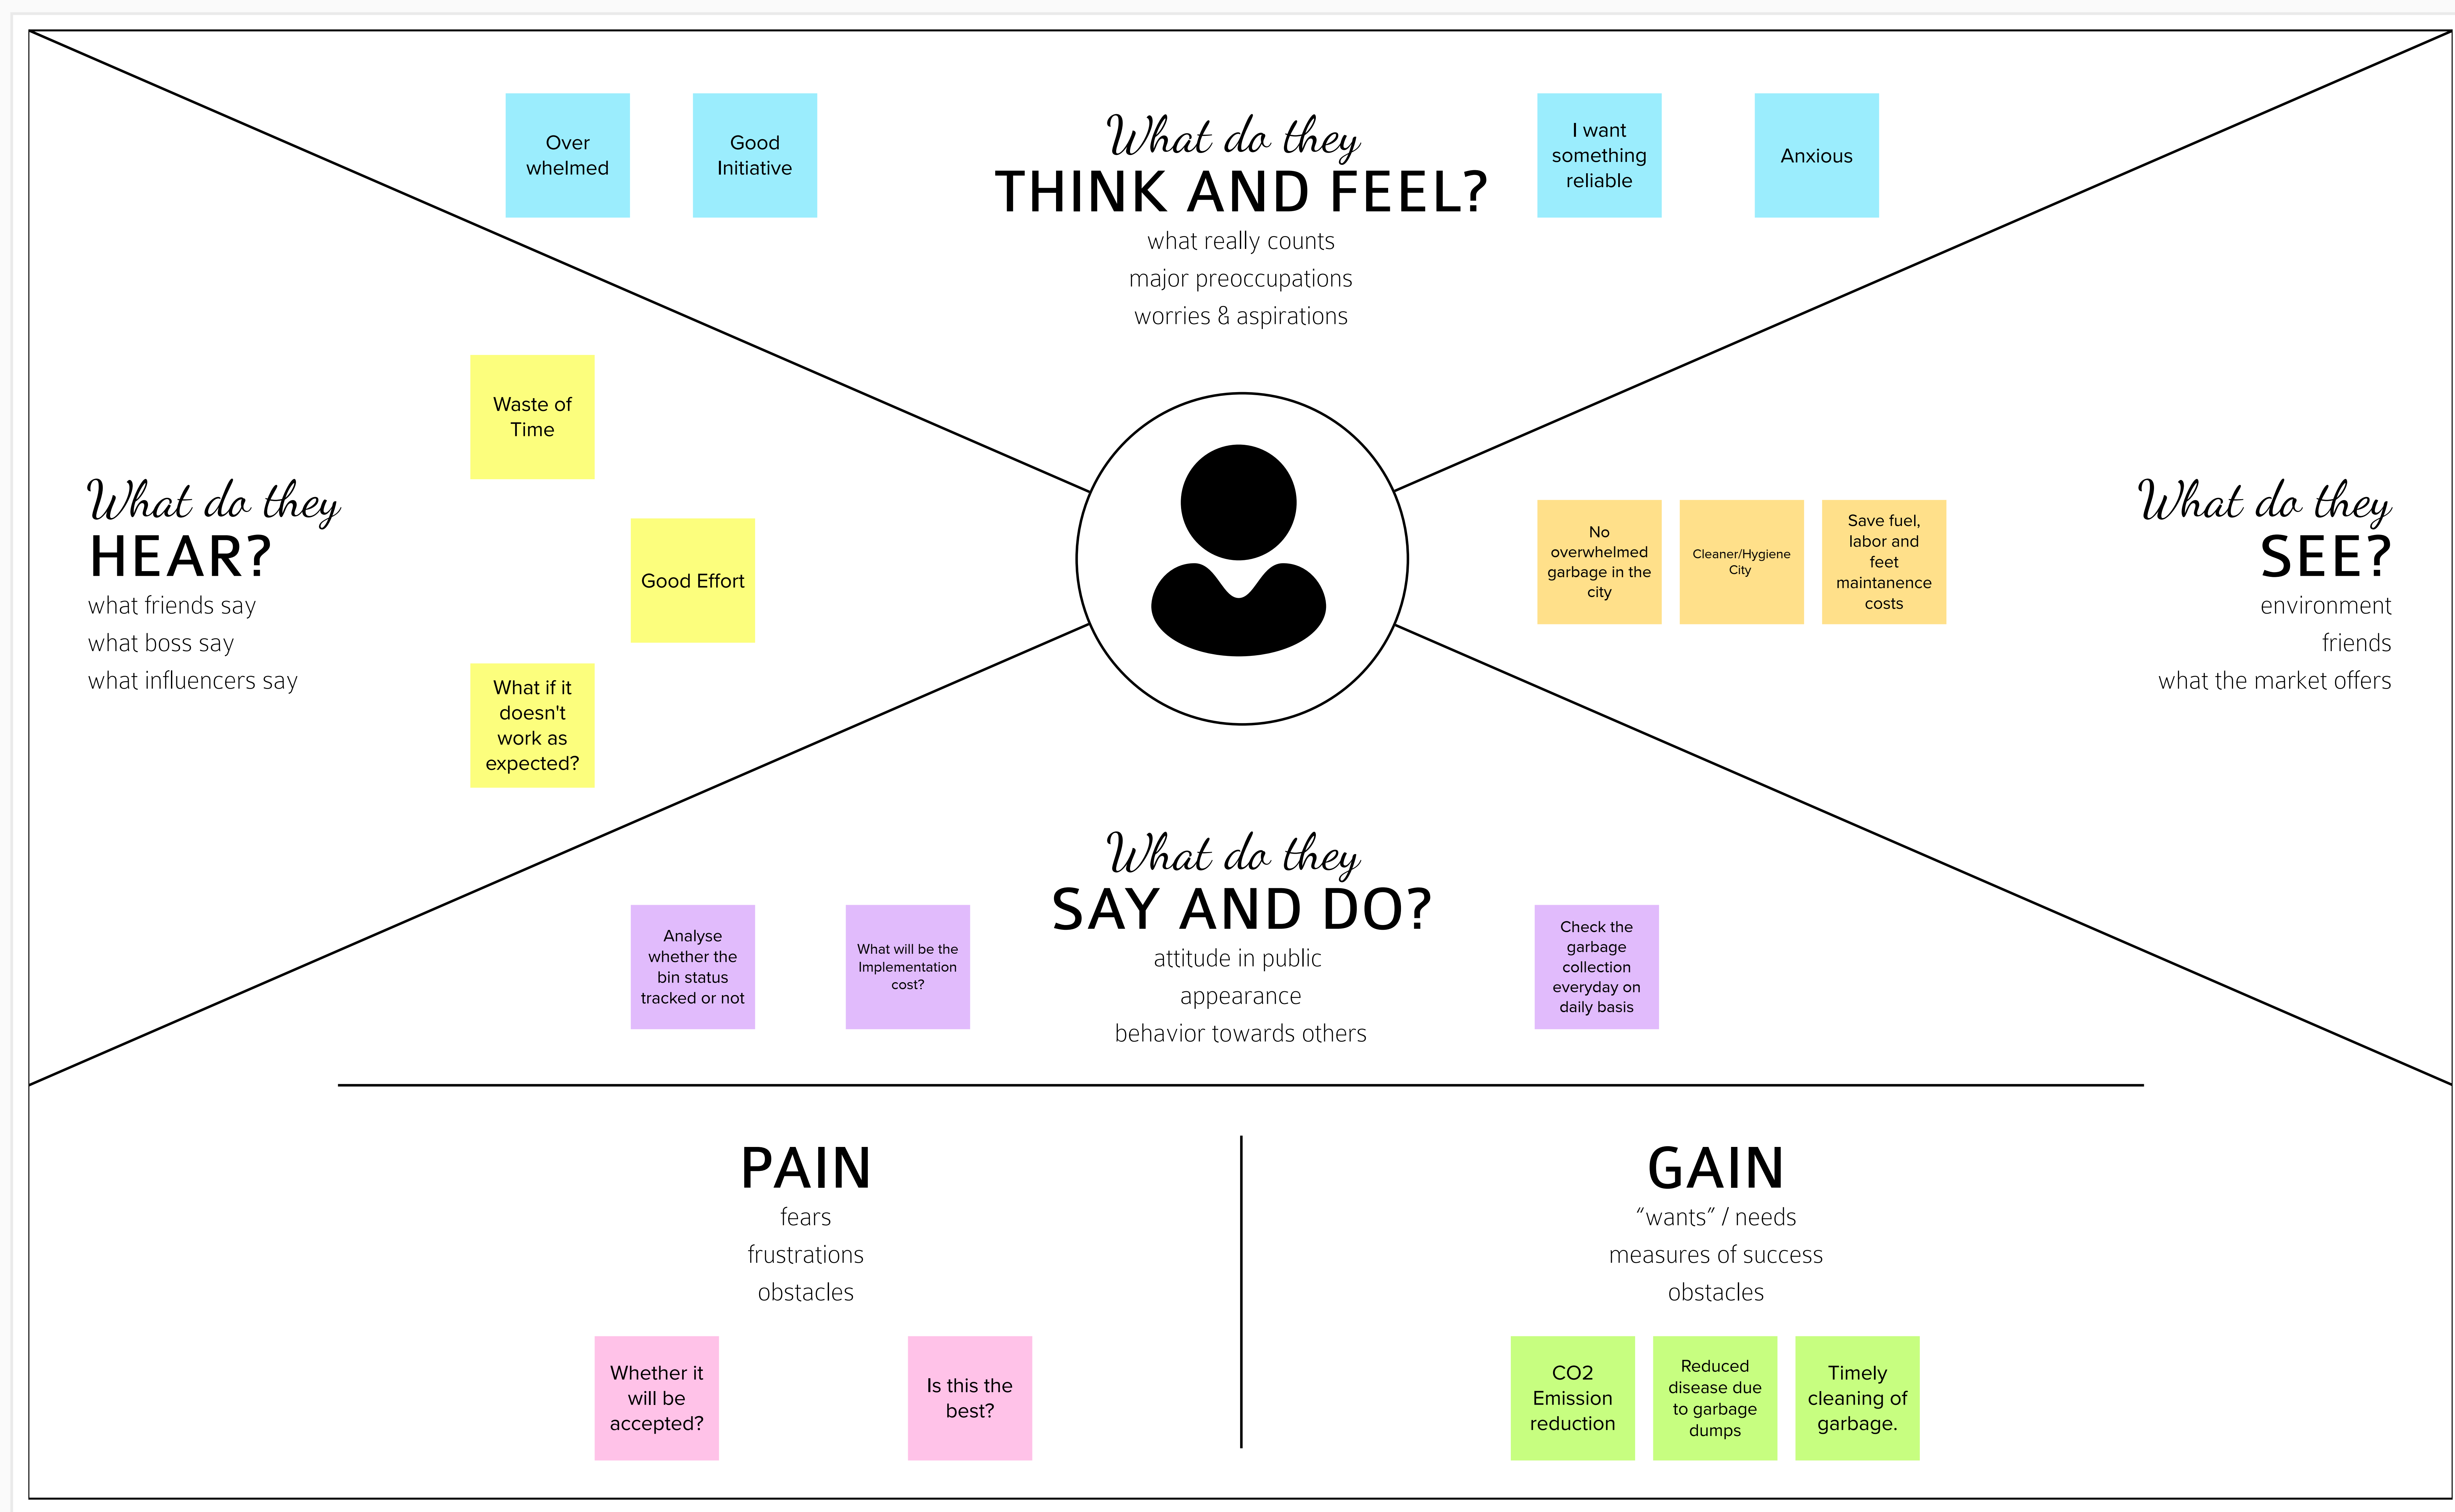 Over
whelmed
Good
Initiative
What do they
THINK AND FEEL?
what really counts
major preoccupations
worries & aspirations
I want
something
reliable
Anxious
What do they
HEAR?
what friends say
what boss say
what influencers say
Waste of
Time
Good Effort
What if it
doesn't
work as
expected?
No
overwhelmed
garbage in the
city
Cleaner/Hygiene
City
Save fuel,
labor and
feet
maintanence
costs
What do they
SEE?
environment
friends
what the market offers
What do they
SAY AND DO?
attitude in public
appearance
behavior towards others
Analyse
whether the
bin status
tracked or not
What will be the
Implementation
cost?
Check the
garbage
collection
everyday on
daily basis
PAIN
fears
frustrations
obstacles
Whether it
will be
accepted?
Is this the
best?
GAIN
“wants” / needs
measures of success
obstacles
CO2
Emission
reduction
Reduced
disease due
to garbage
dumps
Timely
cleaning of
garbage.